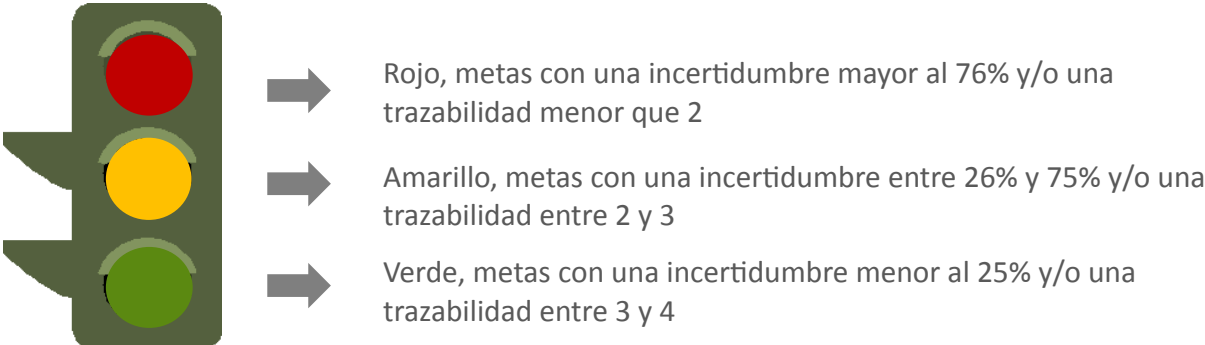 Rojo, metas con una incertidumbre mayor al 76% y/o una
trazabilidad menor que 2
Amarillo, metas con una incertidumbre entre 26% y 75% y/o una
trazabilidad entre 2 y 3
Verde, metas con una incertidumbre menor al 25% y/o una
trazabilidad entre 3 y 4